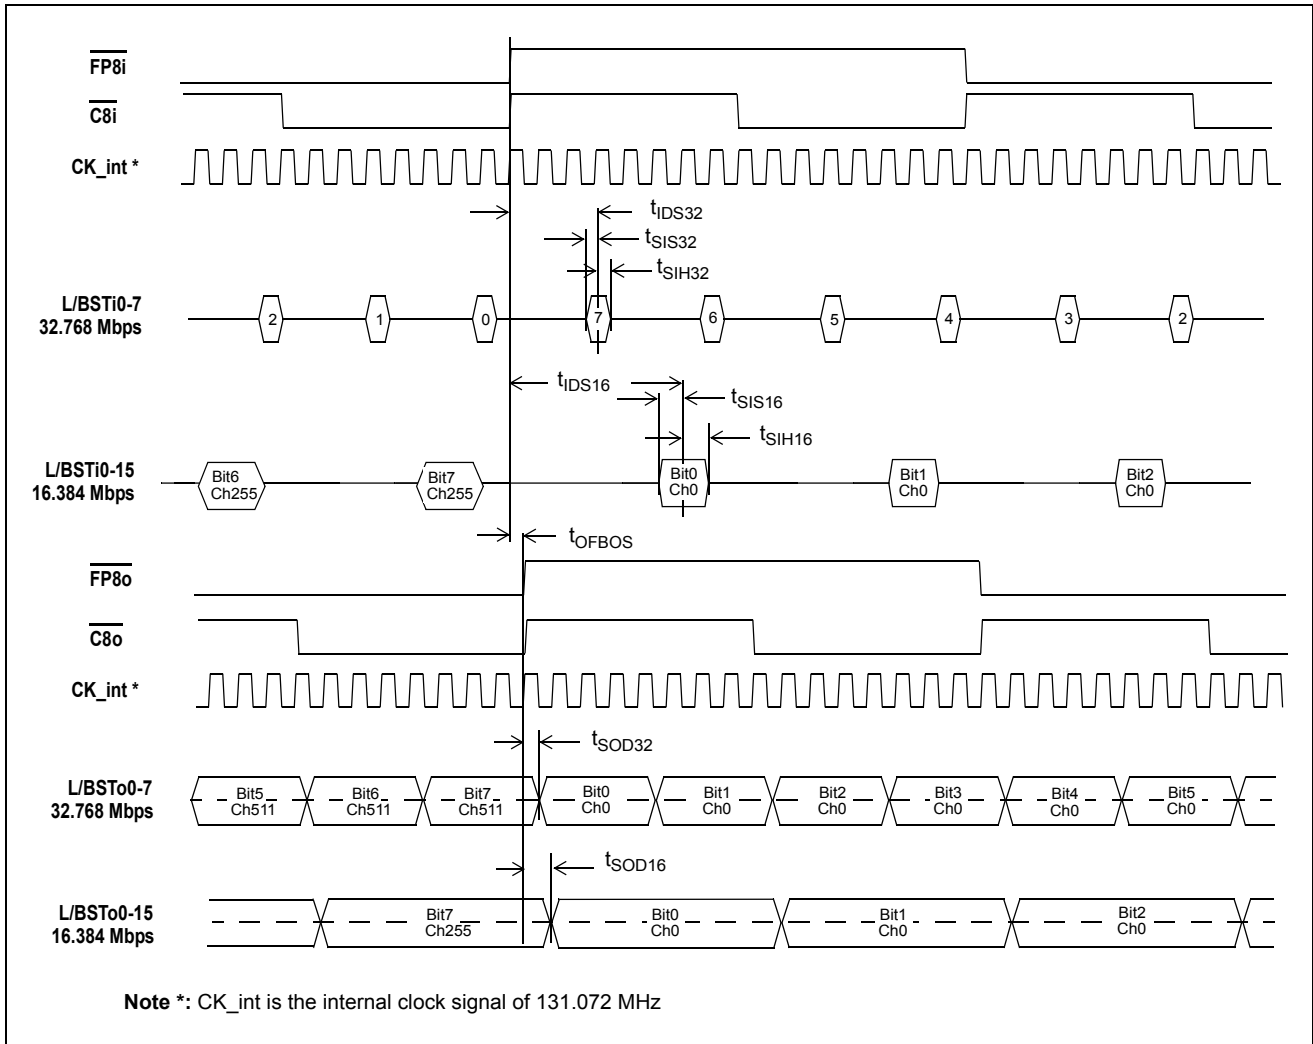 FP8i
C8i
CK_int *
tIDS32
tSIS32
tSIH32
L/BSTi0-7
32.768 Mbps
2 1 0 7 6 5 4 3 2
tIDS16
tSIS16
tSIH16
L/BSTi0-15
16.384 Mbps
Bit6 Bit7 Bit0 Bit1 Bit2
Ch255 Ch255 Ch0 Ch0 Ch0
tOFBOS
FP8o
C8o
CK_int *
tSOD32
L/BSTo0-7
32.768 Mbps
Bit5 Bit6 Bit7 Bit0 Bit1 Bit2 Bit3 Bit4 Bit5
Ch511 Ch511 Ch511 Ch0 Ch0 Ch0 Ch0 Ch0 Ch0
tSOD16
L/BSTo0-15
16.384 Mbps
Bit7 Bit0 Bit1 Bit2
Ch255 Ch0 Ch0 Ch0
Note *: CK_int is the internal clock signal of 131.072 MHz